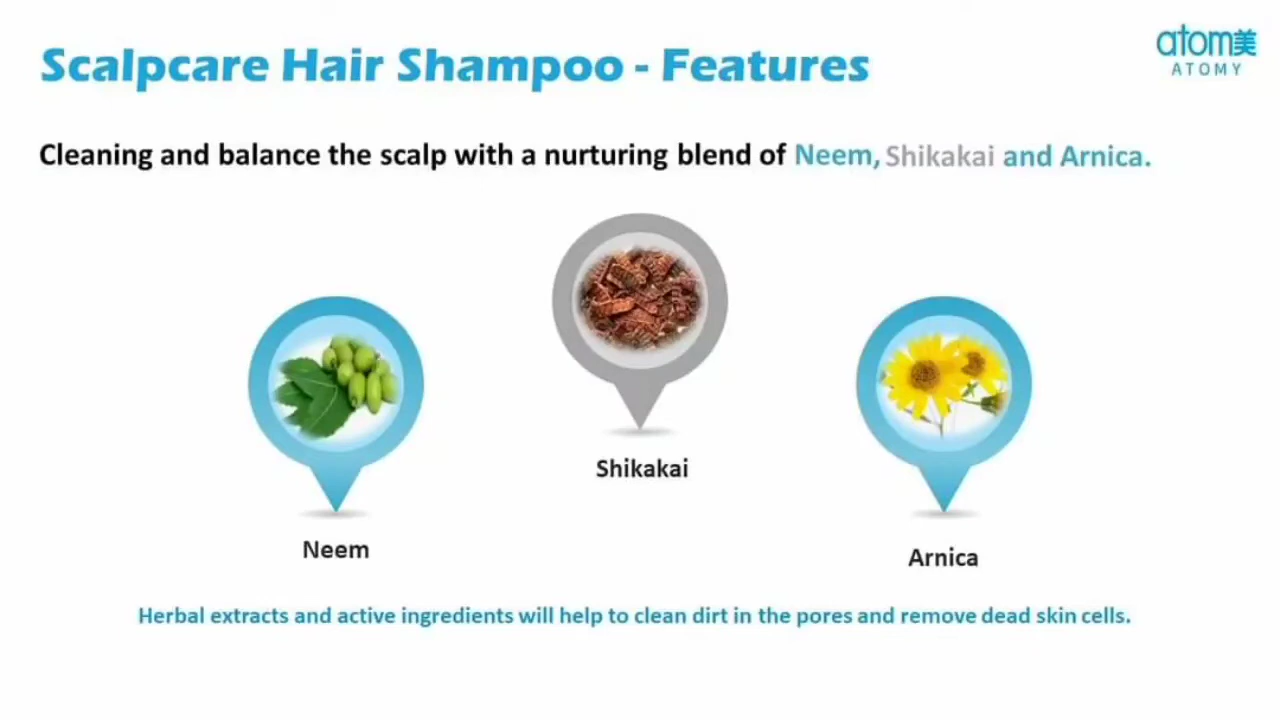 Scalpcare Hair Shampoo - Features
atom美
ATOMY
Cleaning and balance the scalp with a nurturing blend of Neem, Shikakai and Arnica.
Shikakai
Neem
Arnica
Herbal extracts and active ingredients will help to clean dirt in the pores and remove dead skin cells.